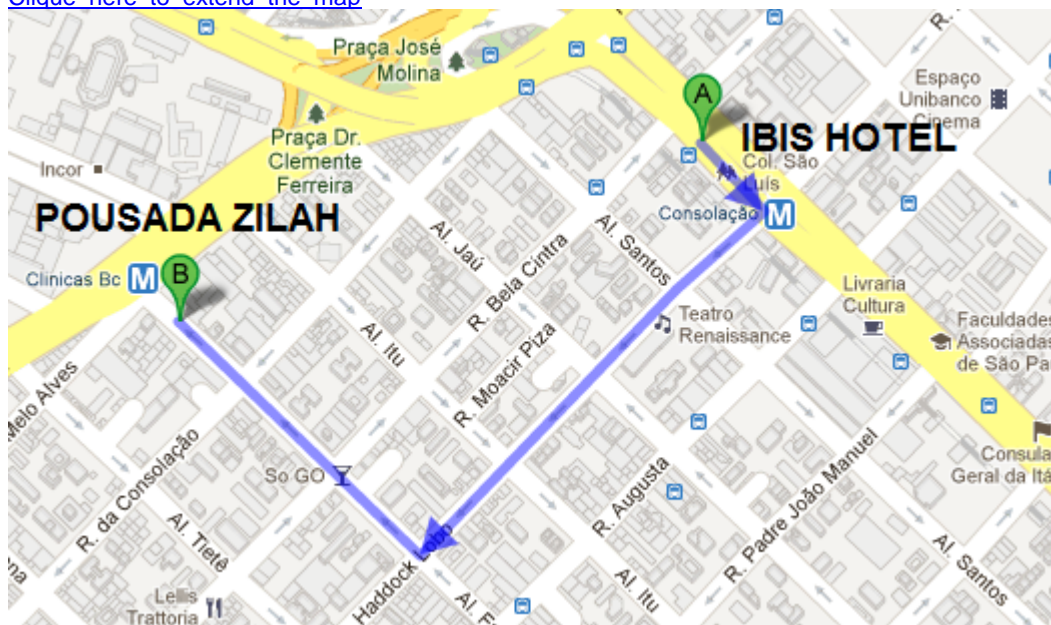 Clique here to extend the map
Praça José
Molina
Espaço
Unibanco
Cinema
A
IBIS HOTEL
Praça Dr.
Clemente
Ferreira
Incor
Col. São
Luís
POUSADA ZILAH
Consolação M
Al. Santos
Al. Jaú
R. Bela Cintra
Clinicas Bc M
B
Livraria
Cultura
Teatro
Renaissance
Faculdades
Associadas
de São Pa
Al. Itu
R. Moacir Piza
Melo Alves
R. da Consolação
So GO
Consula
Geral da Itá
R. Augusta
R. Padre João Manuel
Al. Tietê
Haddock Lobo
Al. Itu
Al. Santos
Lellis
Trattoria